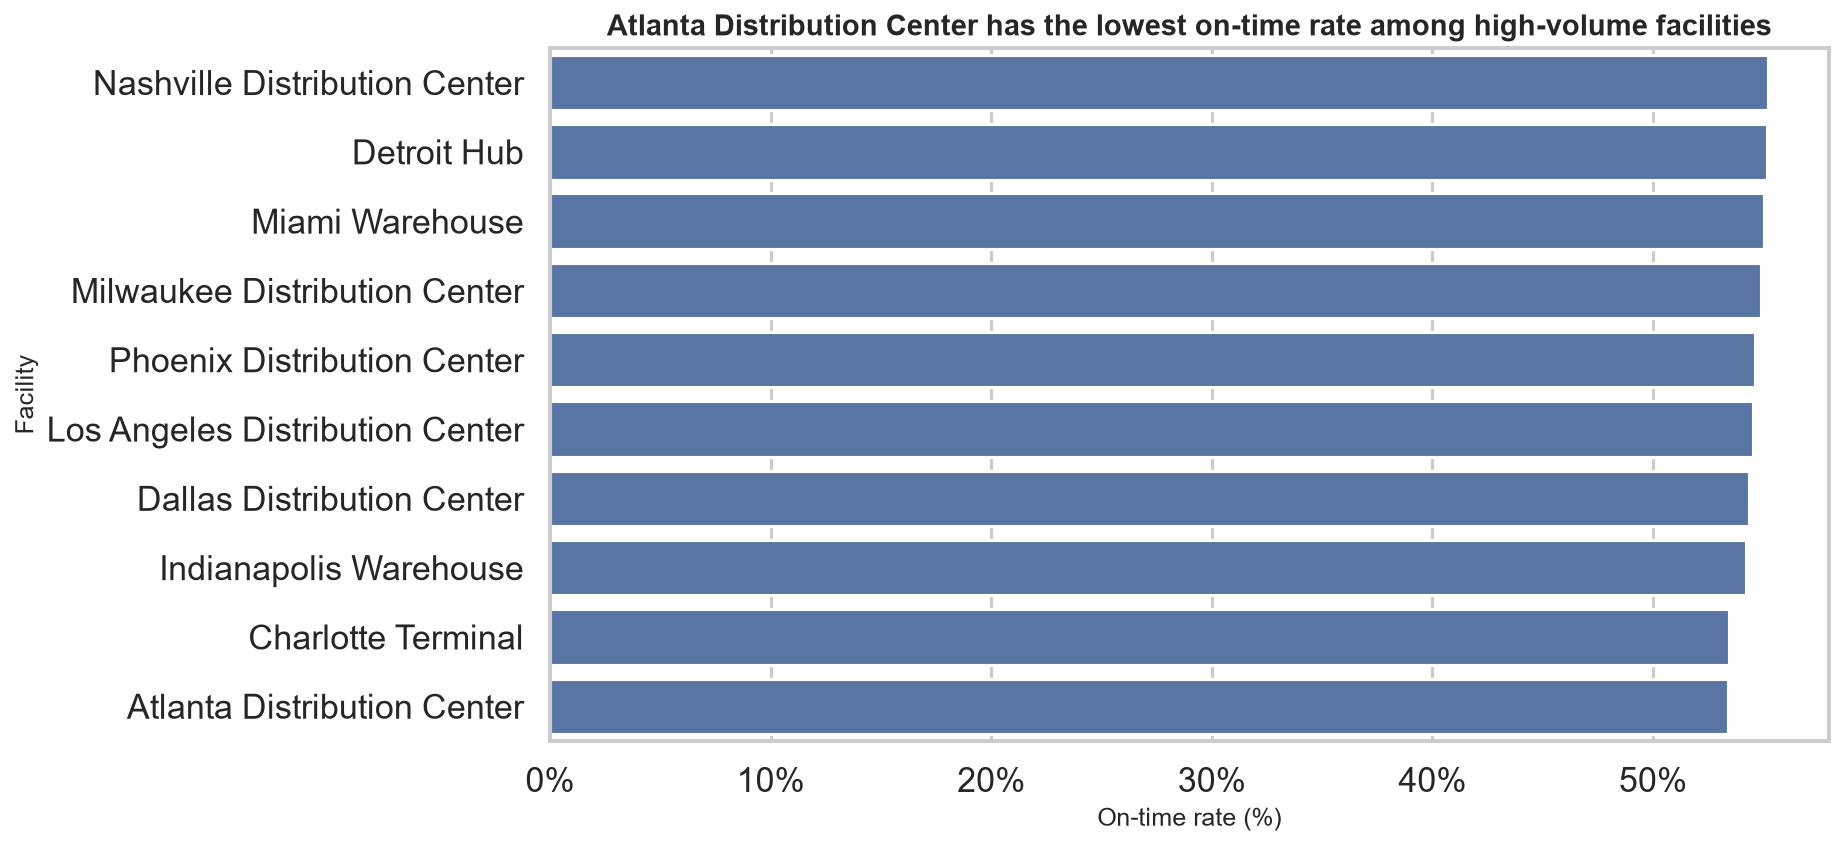 Atlanta Distribution Center has the lowest on-time rate among high-volume facilities
Nashville Distribution Center
Detroit Hub
Miami Warehouse
Milwaukee Distribution Center
Phoenix Distribution Center
Los Angeles Distribution Center
Dallas Distribution Center
Indianapolis Warehouse
Charlotte Terminal
Atlanta Distribution Center
Facility
0% 10% 20% 30% 40% 50%
On-time rate (%)